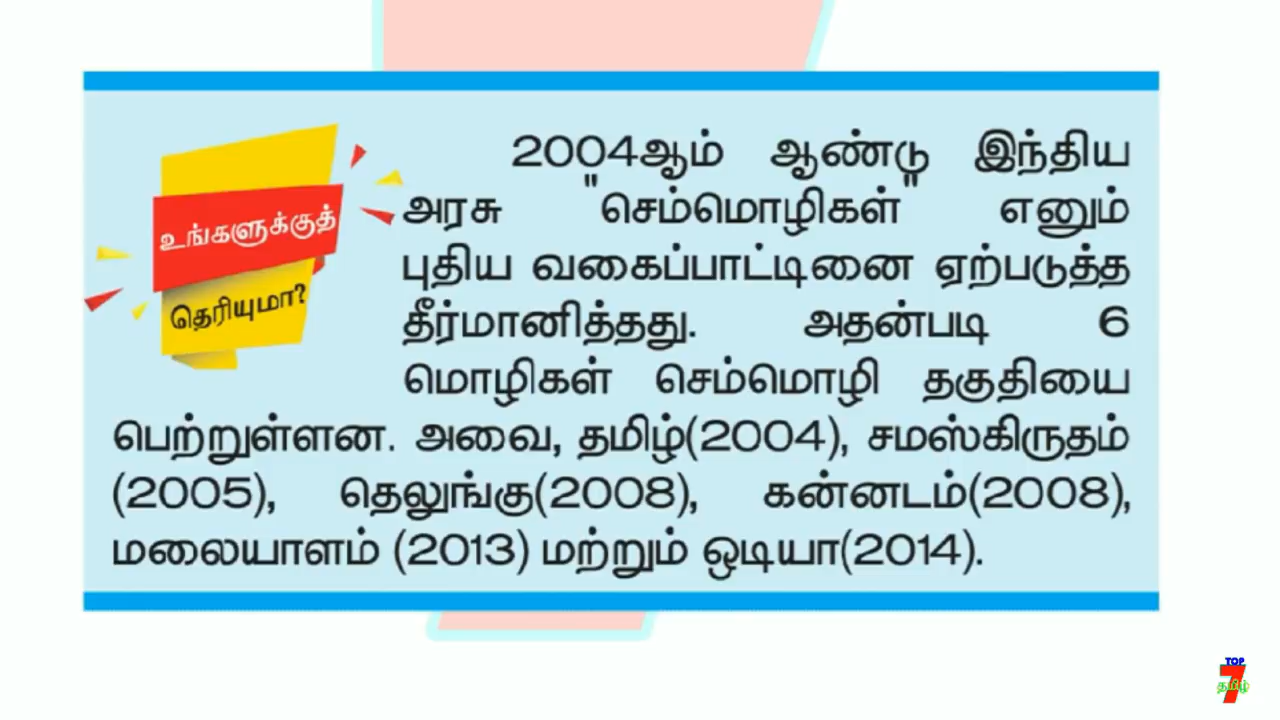 உங்களுக்குத்
தெரியுமா?
2004ஆம் ஆண்டு இந்திய
அரசு "செம்மொழிகள்" எனும்
புதிய வகைப்பாட்டினை ஏற்படுத்த
தீர்மானித்தது. அதன்படி 6
மொழிகள் செம்மொழி தகுதியை
பெற்றுள்ளன. அவை, தமிழ்(2004), சமஸ்கிருதம்
(2005), தெலுங்கு(2008), கன்னடம்(2008),
மலையாளம் (2013) மற்றும் ஒடியா(2014).
TOP
7
தமிழ்